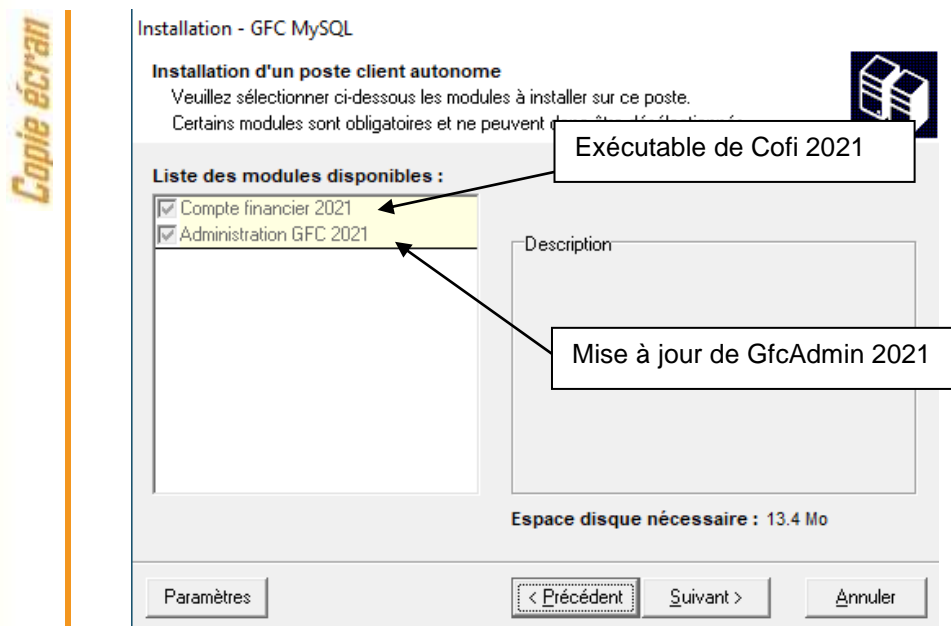 Copie écran
Installation - GFC MySQL
Installation d'un poste client autonome
Veuillez sélectionner ci-dessous les modules à installer sur ce poste.
Certains modules sont obligatoires et ne peuvent
Exécutable de Cofi 2021
Liste des modules disponibles :
Compte financier 2021
Administration GFC 2021
Description
Mise à jour de GfcAdmin 2021
Espace disque nécessaire : 13.4 Mo
Paramètres
< Précédent
Suivant >
Annuler